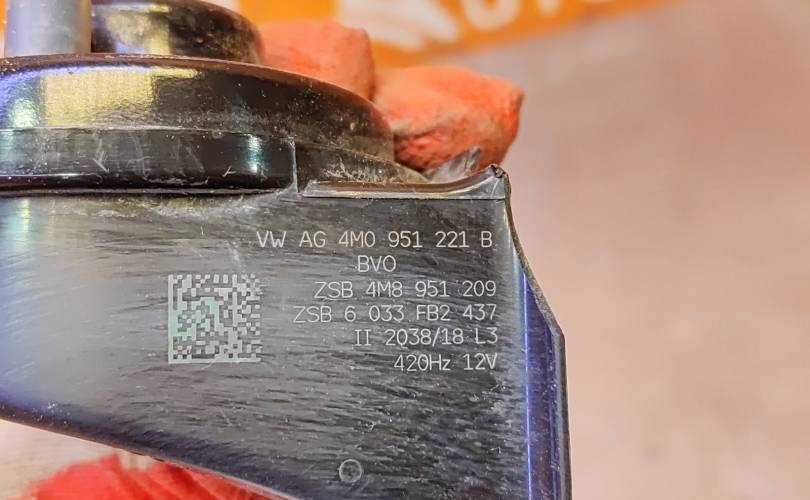 VW AG 4M0 951 221 B
BVO
ZSB 4M8 951 209
ZSB 6 033 FB2 437
II 2038/18 L3
420Hz 12V